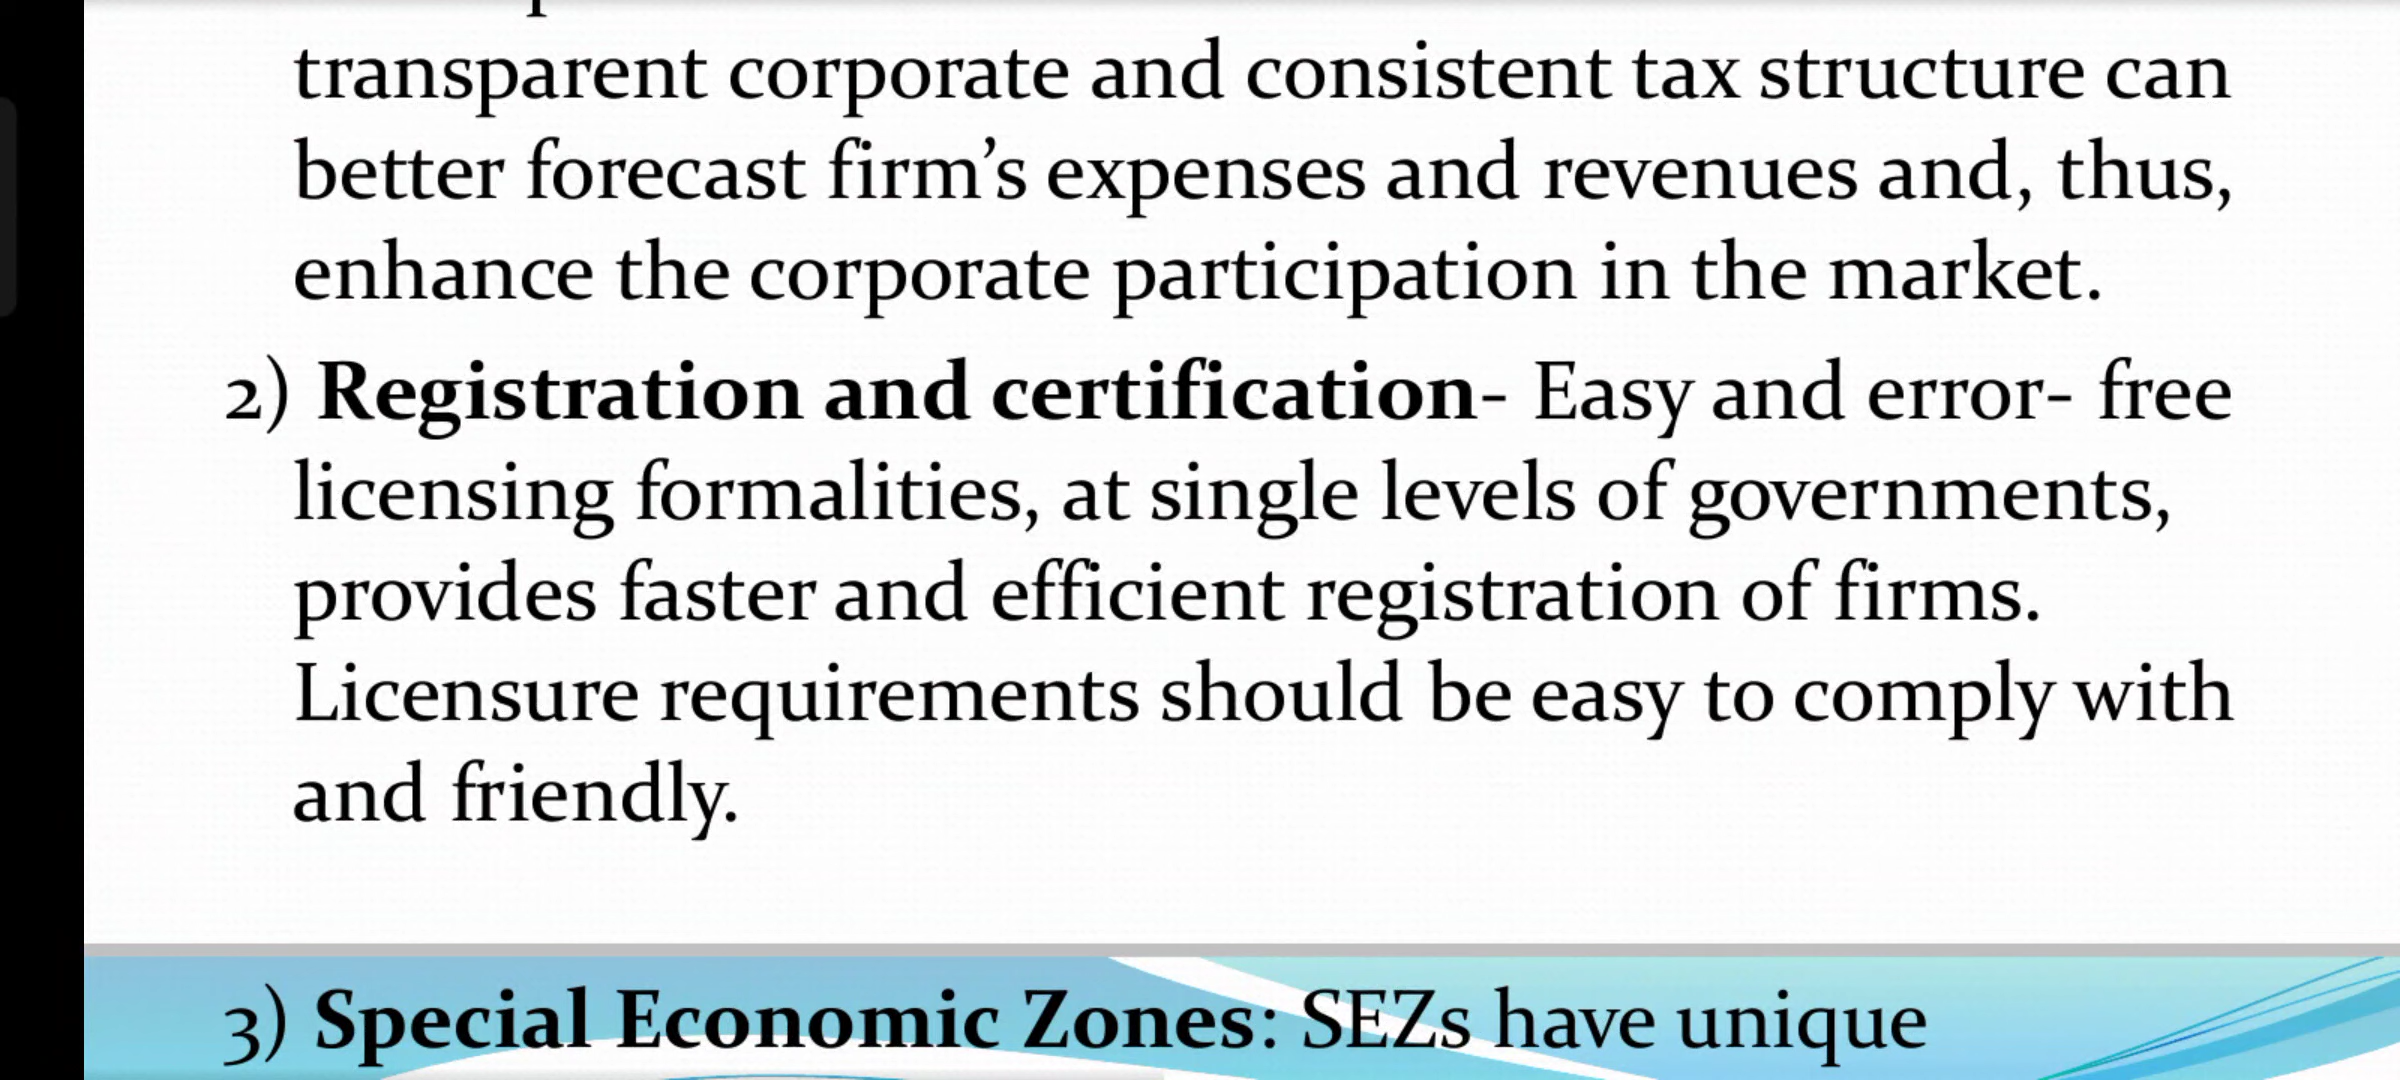 transparent corporate and consistent tax structure can
better forecast firm’s expenses and revenues and, thus,
enhance the corporate participation in the market.
2) Registration and certification- Easy and error- free
licensing formalities, at single levels of governments,
provides faster and efficient registration of firms.
Licensure requirements should be easy to comply with
and friendly.
3) Special Economic Zones: SEZs have unique